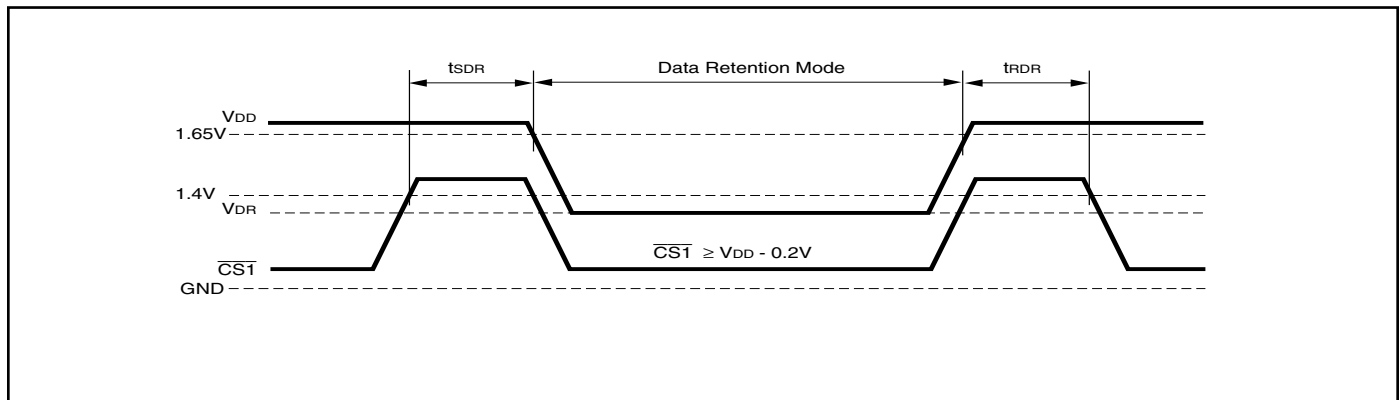 tSDR Data Retention Mode tRDR
VDD
1.65V
1.4V
VDR
CS1 ≥ VDD - 0.2V
CS1
GND